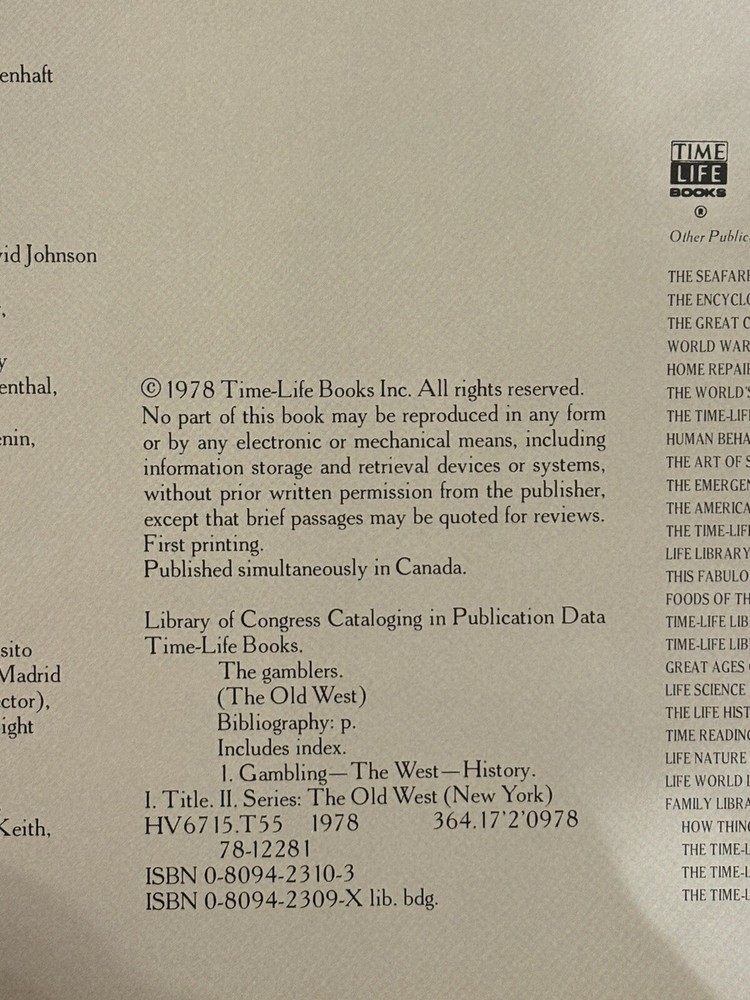 enhaft
vid Johnson
y
enthal,
enin,
sito
Madrid
ctor),
ight
Keith,
© 1978 Time-Life Books Inc. All rights reserved.
No part of this book may be reproduced in any form
or by any electronic or mechanical means, including
information storage and retrieval devices or systems,
without prior written permission from the publisher,
except that brief passages may be quoted for reviews.
First printing.
Published simultaneously in Canada.
Library of Congress Cataloging in Publication Data
Time-Life Books.
The gamblers.
(The Old West)
Bibliography: p.
Includes index.
1. Gambling—The West—History.
I. Title. II. Series: The Old West (New York)
HV6715.T55 1978 364.17'2'0978
78-12281
ISBN 0-8094-2310-3
ISBN 0-8094-2309-X lib. bdg.
TIME
LIFE
BOOKS
®
Other Public
THE SEAFARE
THE ENCYCLO
THE GREAT C
WORLD WAR
HOME REPAIR
THE WORLD'S
THE TIME-LIF
HUMAN BEHA
THE ART OF S
THE EMERGEN
THE AMERICA
THE TIME-LIF
LIFE LIBRARY
THIS FABULO
FOODS OF TH
TIME-LIFE LIB
TIME-LIFE LIB
GREAT AGES
LIFE SCIENCE
THE LIFE HIST
TIME READING
LIFE NATURE
LIFE WORLD L
FAMILY LIBRA
HOW THING
THE TIME-L
THE TIME-L
THE TIME-L